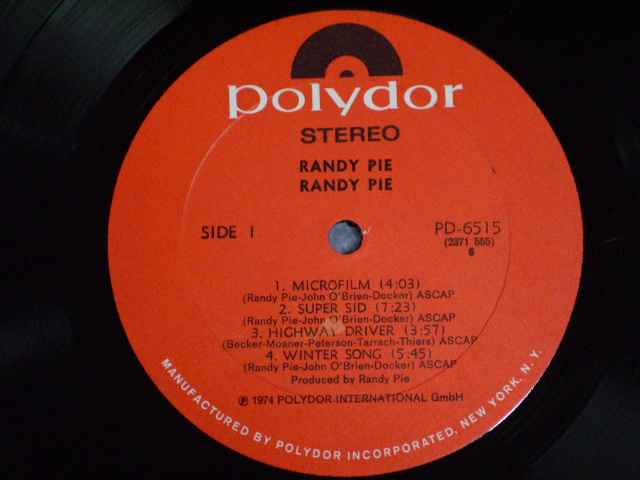 polydor
STEREO
RANDY PIE
RANDY PIE
SIDE 1
PD-6515
(2371 555)
6
1. MICROFILM (4:03)
(Randy Pie-John O'Brien-Docker) ASCAP
2. SUPER SID (7:23)
(Randy Pie-John O'Brien-Docker) ASCAP
3. HIGHWAY DRIVER (3:57)
(Becker-Moaner-Peterson-Tarrach-Thiers) ASCAP
4. WINTER SONG (5:45)
(Randy Pie-John O'Brien-Docker) ASCAP
Produced by Randy Pie
℗ 1974 POLYDOR INTERNATIONAL GmbH
MANUFACTURED BY POLYDOR INCORPORATED, NEW YORK, N. Y.